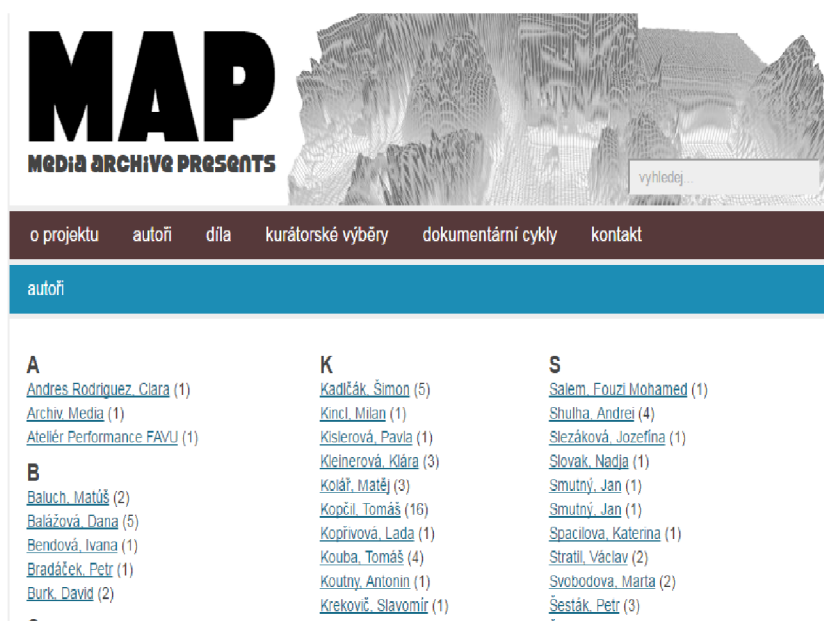 MAP
MEDIA ARCHIVE PRESENTS
vyhledej...
o projektu autoři díla kurátorské výběry dokumentární cykly kontakt
autoři
A
Andres Rodriguez, Clara (1)
Archiv, Media (1)
Ateliér Performance FAVU (1)
B
Baluch, Matúš (2)
Balážová, Dana (5)
Bendová, Ivana (1)
Bradáček, Petr (1)
Burk, David (2)
K
Kadlčák, Šimon (5)
Kincl, Milan (1)
Kislerová, Pavla (1)
Kleinerová, Klára (3)
Kolář, Matěj (3)
Kopčil, Tomáš (16)
Kopřivová, Lada (1)
Kouba, Tomáš (4)
Koutny, Antonin (1)
Krekovič, Slavomír (1)
S
Salem, Fouzi Mohamed (1)
Shulha, Andrei (4)
Slezáková, Jozefína (1)
Slovak, Nadja (1)
Smutný, Jan (1)
Smutný, Jan (1)
Spacilova, Katerina (1)
Stratil, Václav (2)
Svobodova, Marta (2)
Šesták, Petr (3)